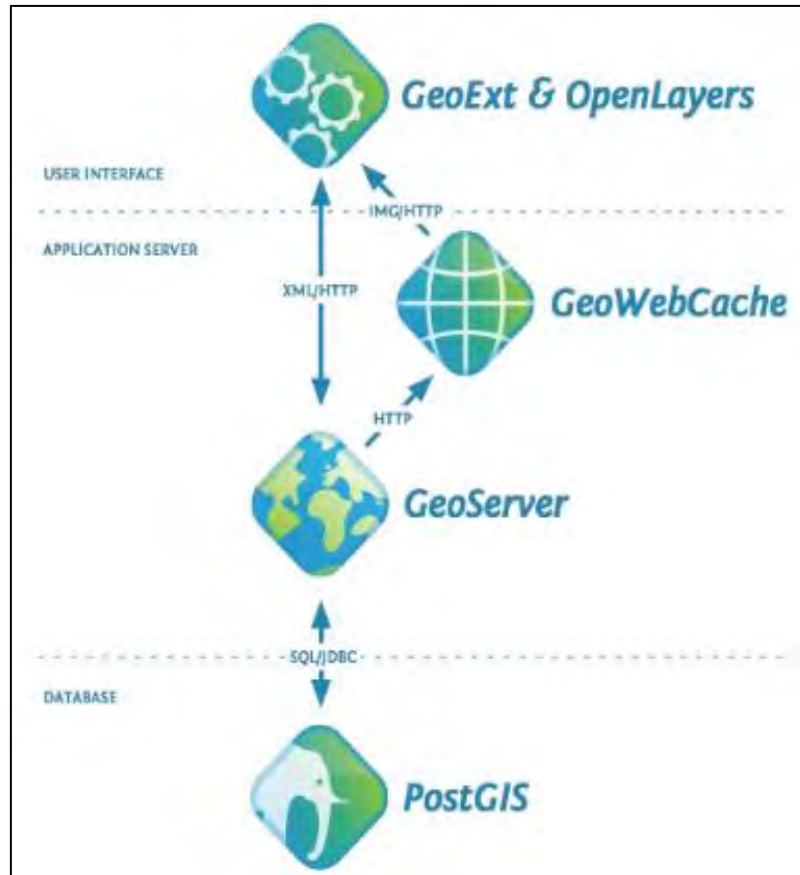 GeoExt & OpenLayers
USER INTERFACE
IMG/HTTP
APPLICATION SERVER
XML/HTTP
GeoWebCache
HTTP
GeoServer
SQL/JDBC
DATABASE
PostGIS